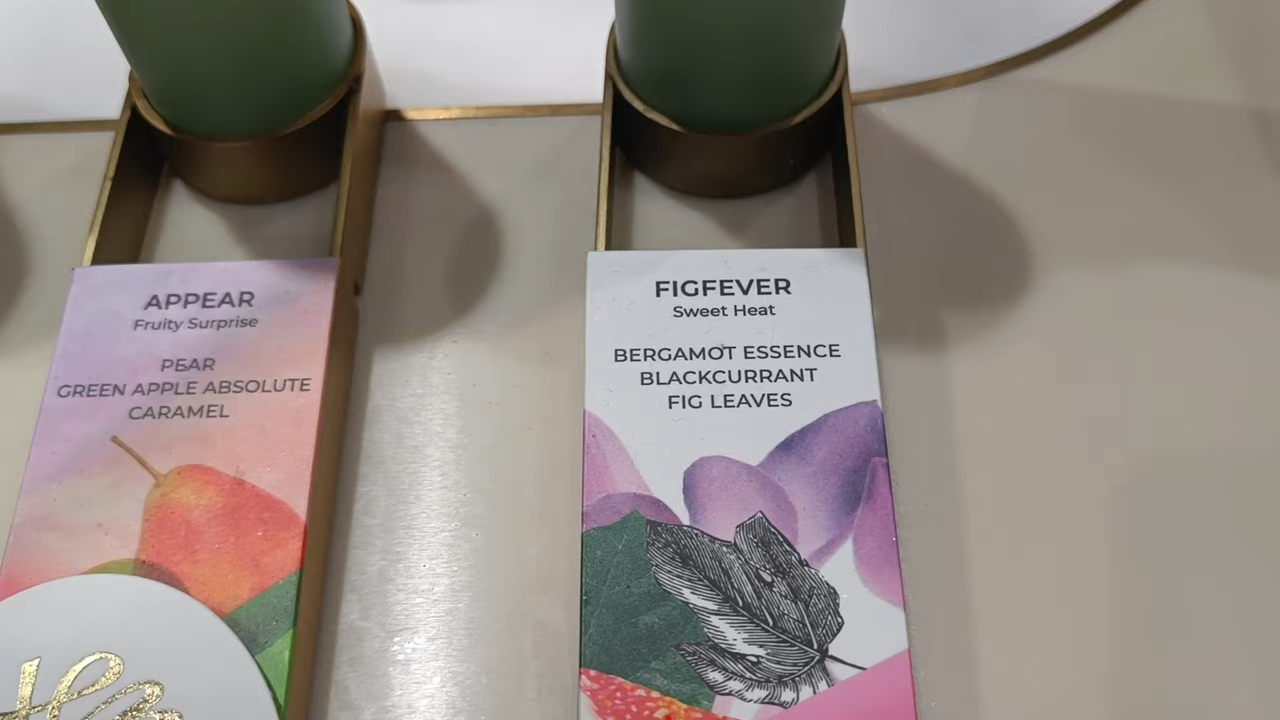 APPEAR
Fruity Surprise
PEAR
GREEN APPLE ABSOLUTE
CARAMEL
FIGFEVER
Sweet Heat
BERGAMOT ESSENCE
BLACKCURRANT
FIG LEAVES